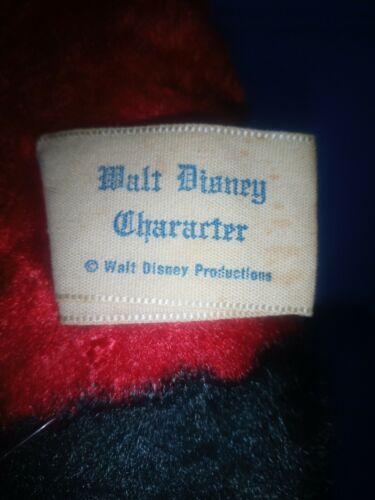 Walt Disney
Character
© Walt Disney Productions